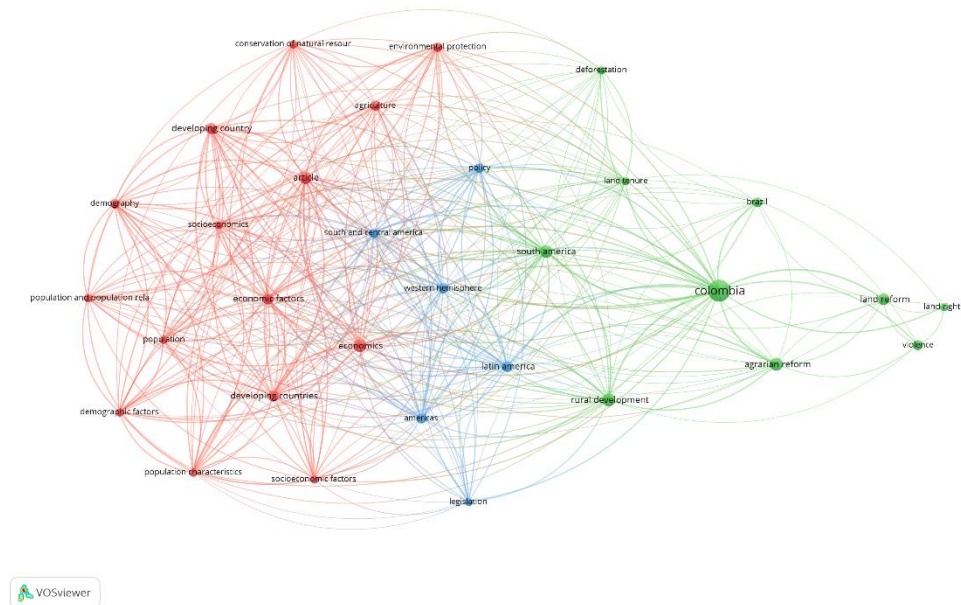 conservation of natural resour
environmental protection
deforestation
agriculture
developing country
policy
article
land tenure
demography
brazil
socioeconomics
south and central america
south america
western hemisphere
colombia
population and population rela
economic factors
land reform
land right
population
economics
violence
latin america
agrarian reform
developing countries
rural development
demographic factors
americas
population characteristics
socioeconomic factors
legislation
VOSviewer